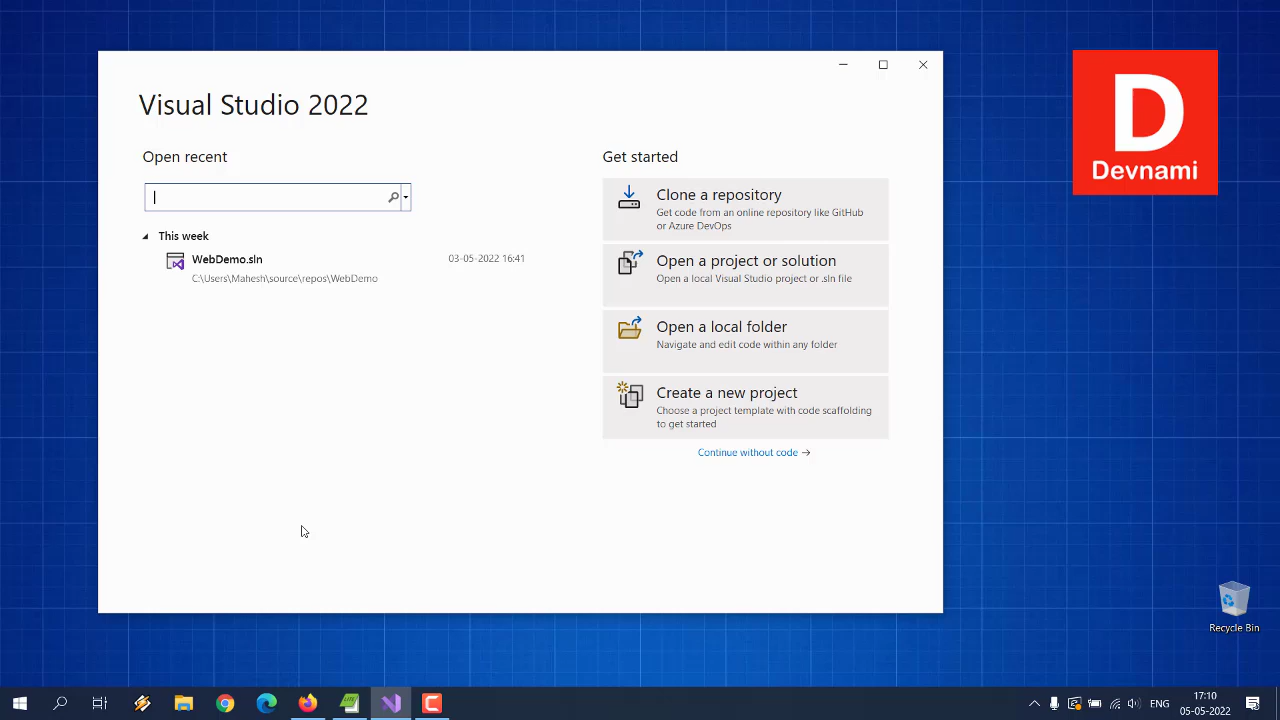 Visual Studio 2022
Open recent
This week
WebDemo.sln
03-05-2022 16:41
C:\Users\Mahesh\source\repos\WebDemo
Get started
Clone a repository
Get code from an online repository like GitHub
or Azure DevOps
Open a project or solution
Open a local Visual Studio project or .sln file
Open a local folder
Navigate and edit code within any folder
Create a new project
Choose a project template with code scaffolding
to get started
Continue without code →
D
Devnami
Recycle Bin
LITE
C
ENG
17:10
05-05-2022